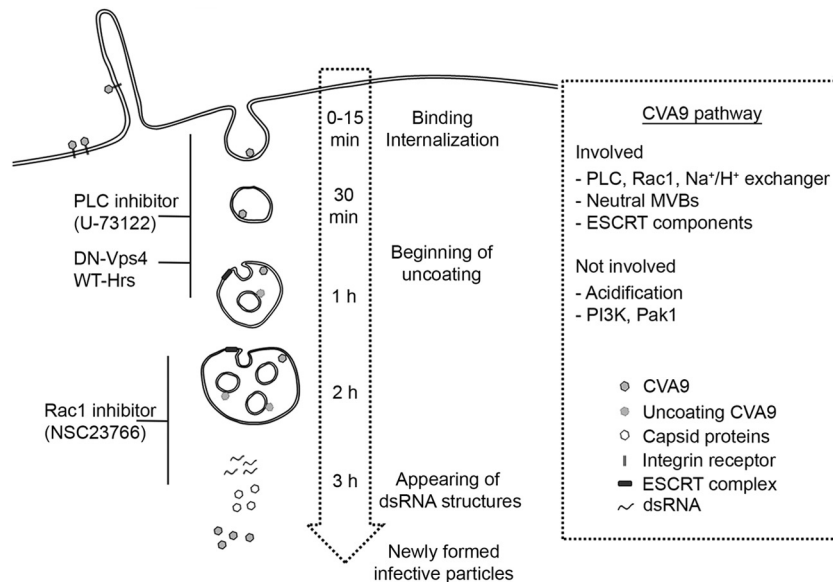 PLC inhibitor
(U-73122)
DN-Vps4
WT-Hrs
Rac1 inhibitor
(NSC23766)
0-15
min
30
min
1 h
2 h
3 h
Binding
Internalization
Beginning of
uncoating
Appearing of
dsRNA structures
Newly formed
infective particles
CVA9 pathway
Involved
- PLC, Rac1, Na⁺/H⁺ exchanger
- Neutral MVBs
- ESCRT components
Not involved
- Acidification
- PI3K, Pak1
CVA9
Uncoating CVA9
Capsid proteins
Integrin receptor
ESCRT complex
dsRNA